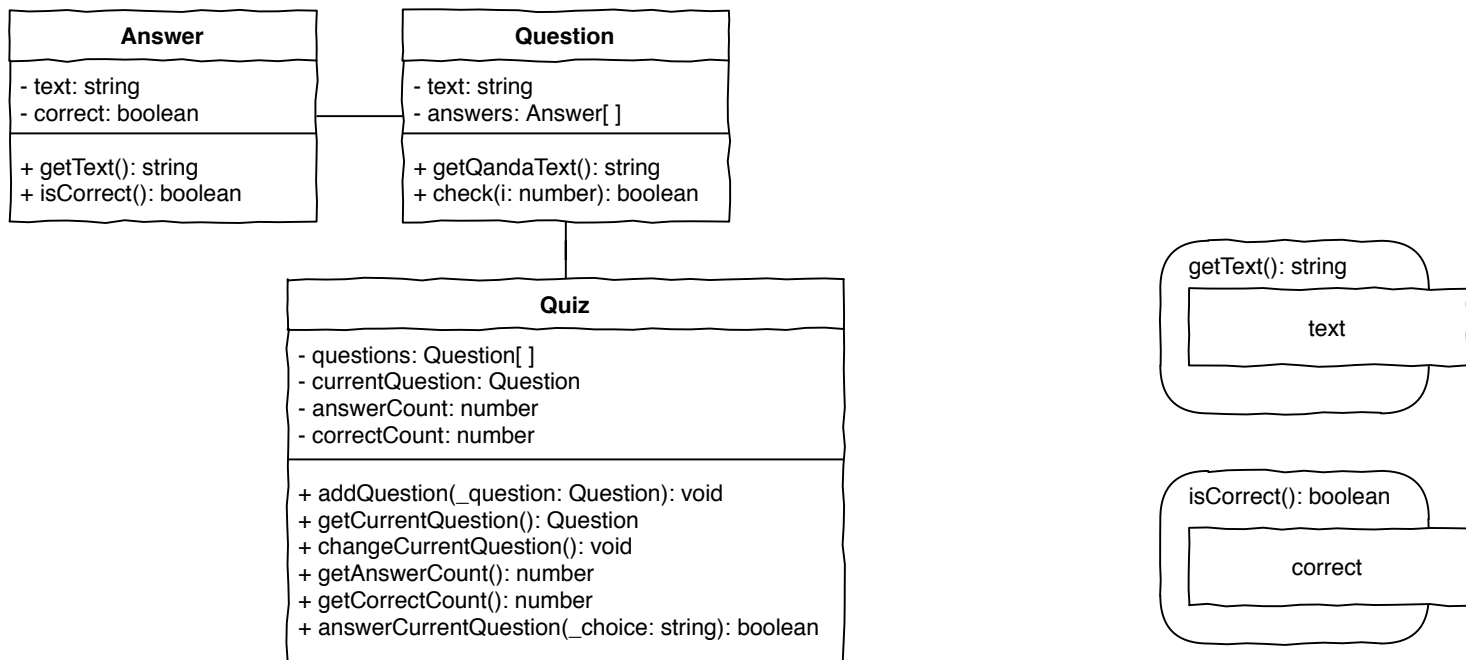 Answer
- text: string
- correct: boolean
+ getText(): string
+ isCorrect(): boolean
Question
- text: string
- answers: Answer[ ]
+ getQandaText(): string
+ check(i: number): boolean
Quiz
- questions: Question[ ]
- currentQuestion: Question
- answerCount: number
- correctCount: number
+ addQuestion(_question: Question): void
+ getCurrentQuestion(): Question
+ changeCurrentQuestion(): void
+ getAnswerCount(): number
+ getCorrectCount(): number
+ answerCurrentQuestion(_choice: string): boolean
getText(): string
text
isCorrect(): boolean
correct